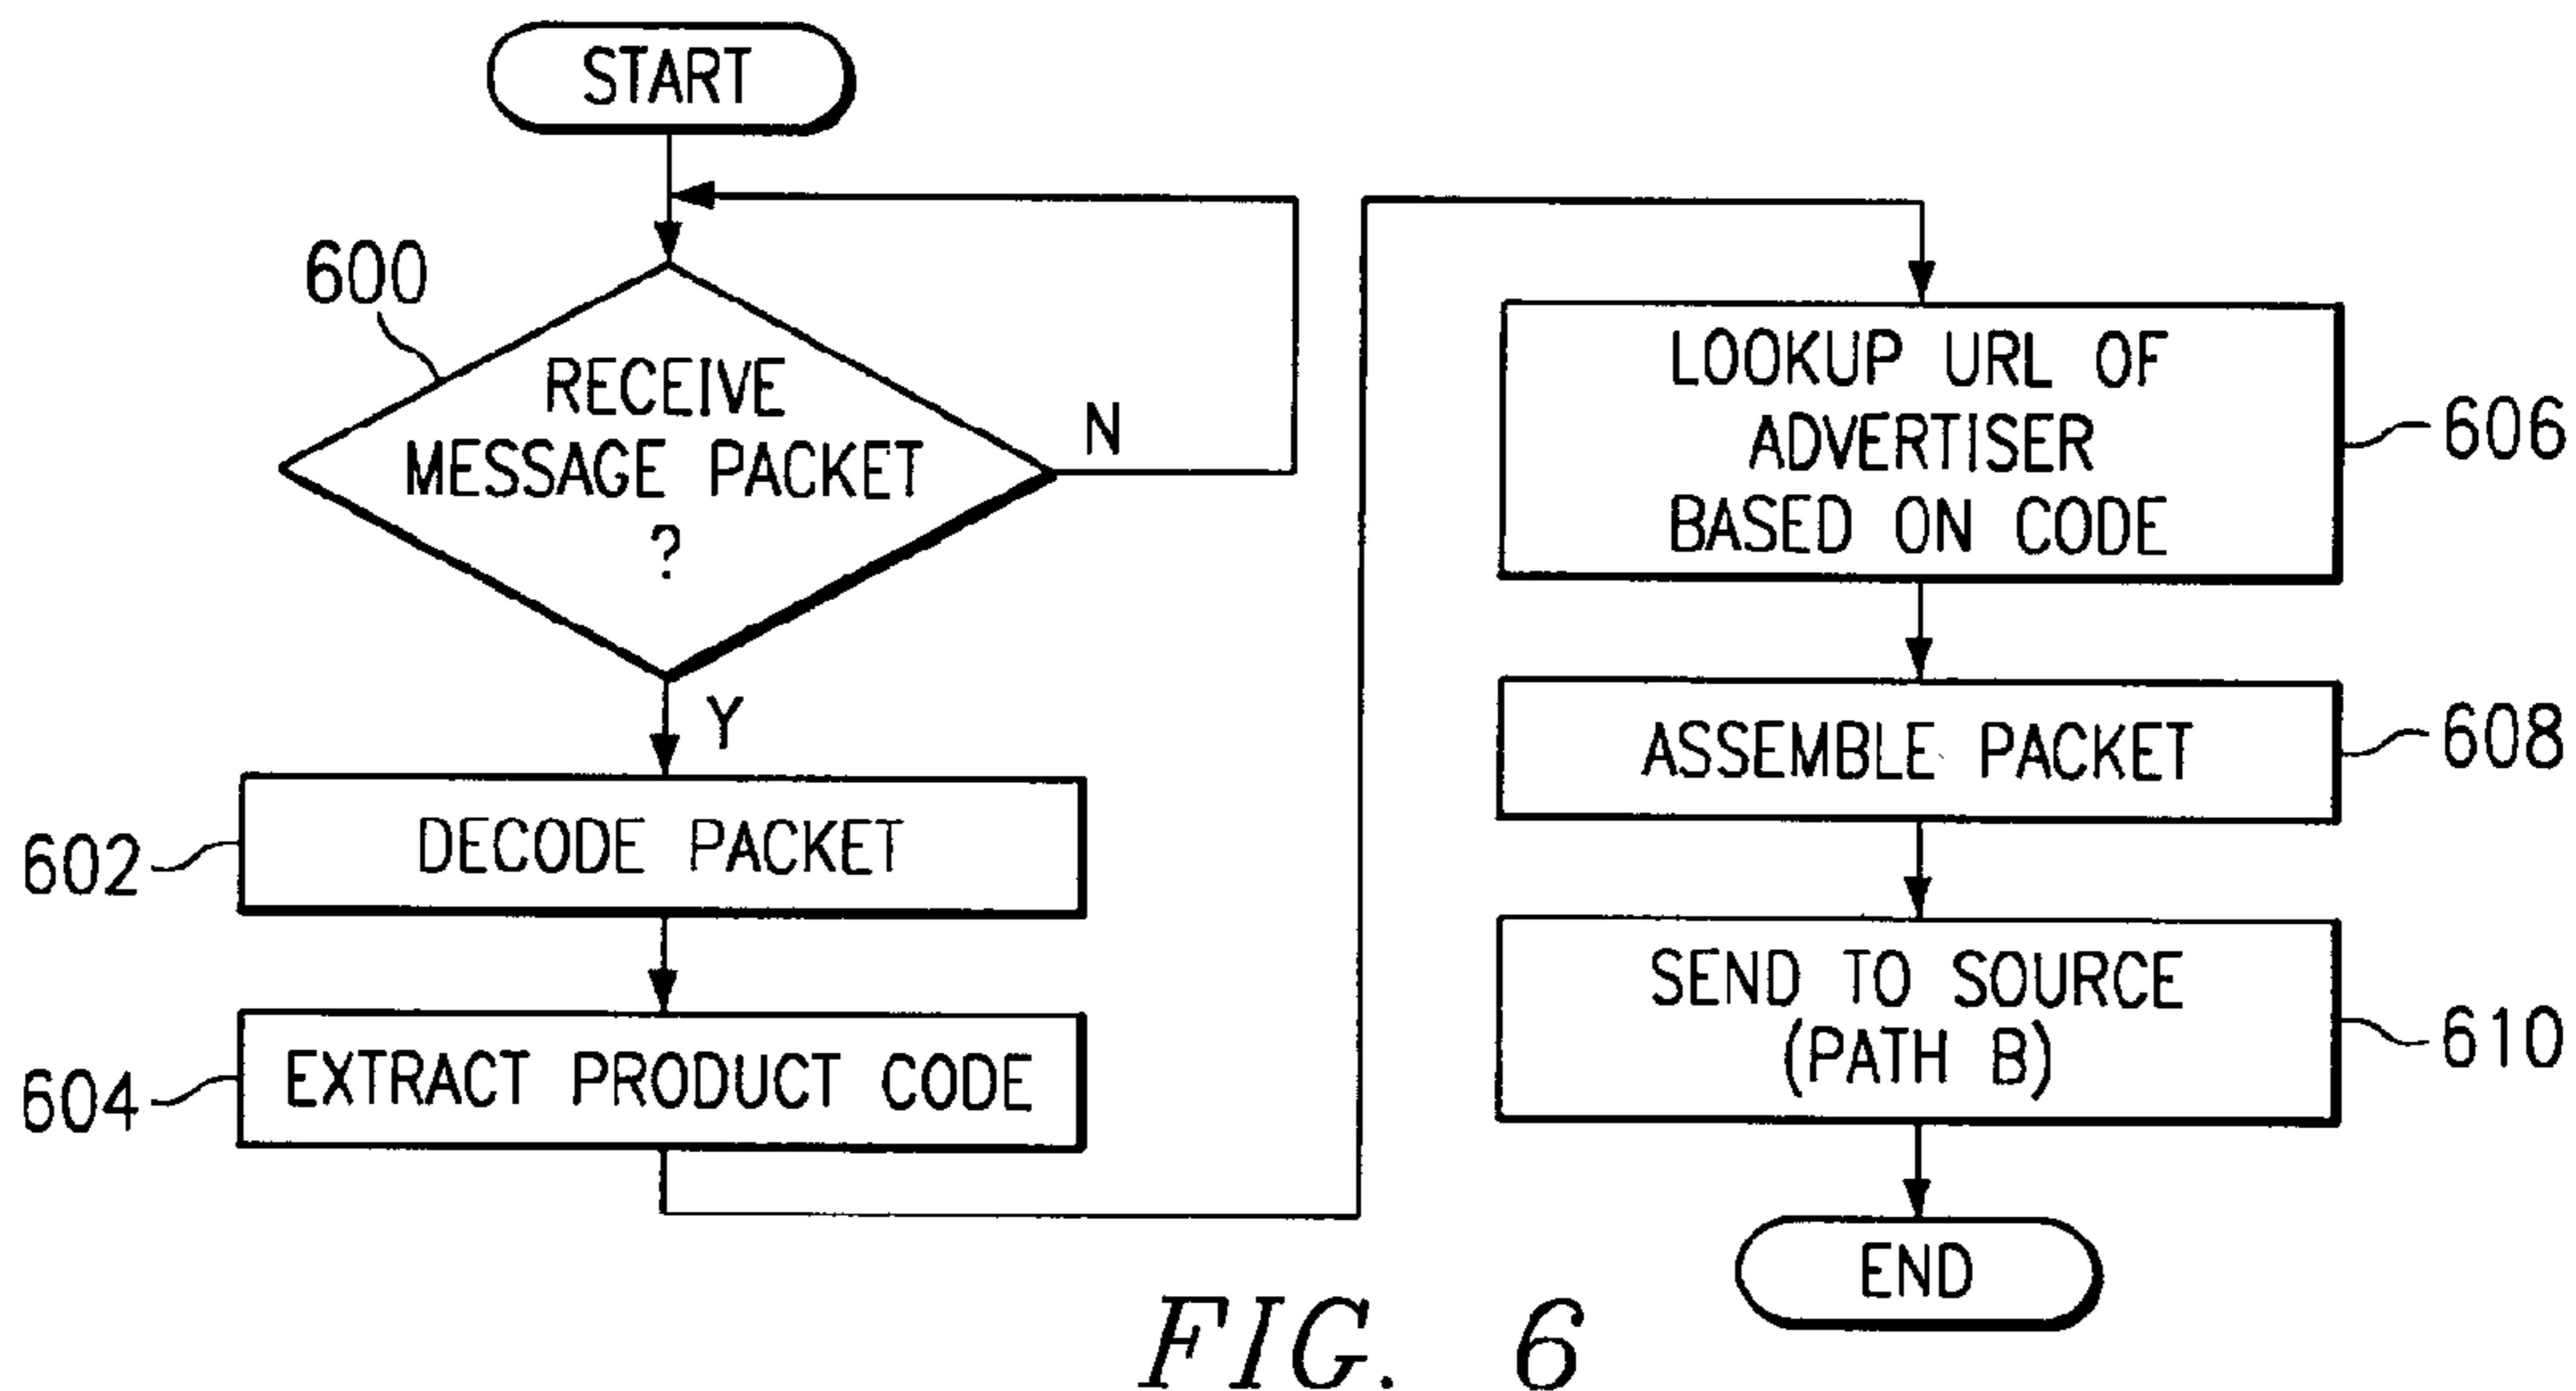 START
600
RECEIVE
MESSAGE PACKET
?
N
Y
602
DECODE PACKET
604
EXTRACT PRODUCT CODE
LOOKUP URL OF
ADVERTISER
BASED ON CODE
606
ASSEMBLE PACKET
608
SEND TO SOURCE
(PATH B)
610
END
FIG. 6